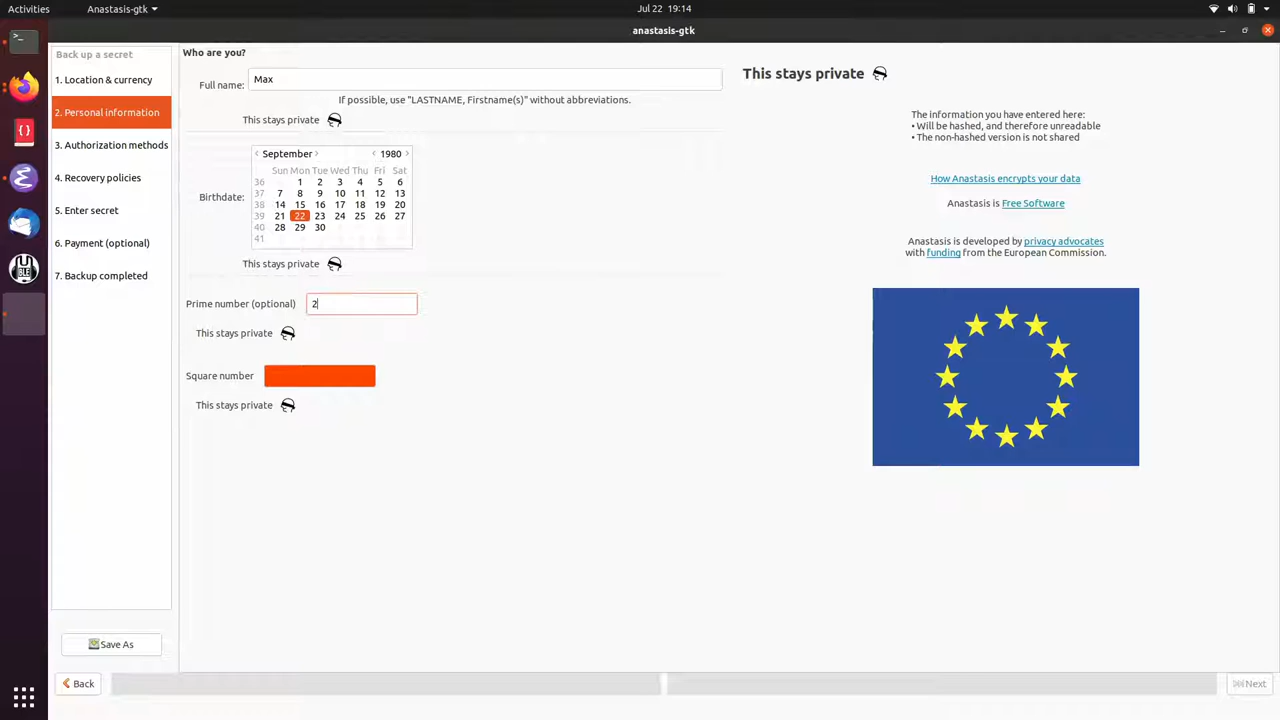 Activities
Anastasis-gtk
Jul 22 19:14
anastasis-gtk
Back up a secret
1. Location & currency
2. Personal information
3. Authorization methods
4. Recovery policies
5. Enter secret
6. Payment (optional)
7. Backup completed
Save As
Who are you?
Full name: Max
If possible, use "LASTNAME, Firstname(s)" without abbreviations.
This stays private
Birthdate:
September 1980
Sun Mon Tue Wed Thu Fri Sat
36 1 2 3 4 5 6
37 7 8 9 10 11 12 13
38 14 15 16 17 18 19 20
39 21 22 23 24 25 26 27
40 28 29 30
41
This stays private
Prime number (optional) 2
This stays private
Square number
This stays private
This stays private
The information you have entered here:
• Will be hashed, and therefore unreadable
• The non-hashed version is not shared
How Anastasis encrypts your data
Anastasis is Free Software
Anastasis is developed by privacy advocates
with funding from the European Commission.
Back
Next